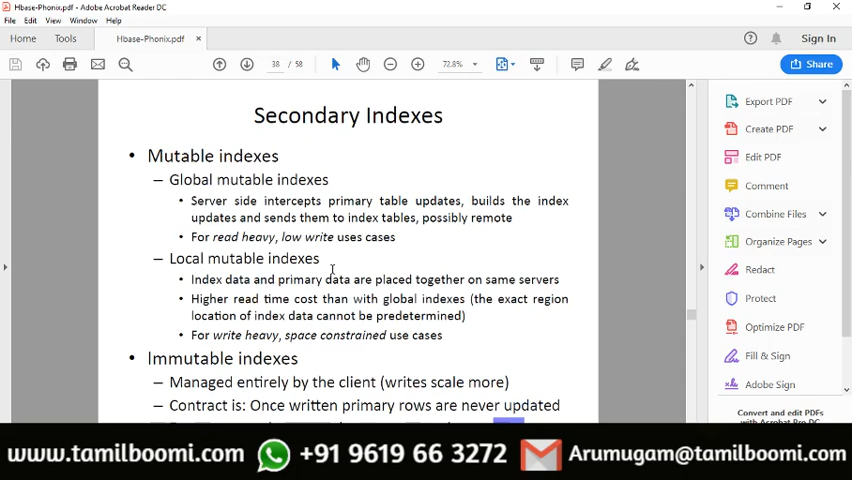 Hbase-Phonix.pdf - Adobe Acrobat Reader DC
File Edit View Window Help
Home Tools Hbase-Phonix.pdf × Sign In
38 / 58 72.8% Share
Secondary Indexes
• Mutable indexes
– Global mutable indexes
• Server side intercepts primary table updates, builds the index
updates and sends them to index tables, possibly remote
• For read heavy, low write uses cases
– Local mutable indexes
• Index data and primary data are placed together on same servers
• Higher read time cost than with global indexes (the exact region
location of index data cannot be predetermined)
• For write heavy, space constrained use cases
• Immutable indexes
– Managed entirely by the client (writes scale more)
– Contract is: Once written primary rows are never updated
Export PDF
Create PDF
Edit PDF
Comment
Combine Files
Organize Pages
Redact
Protect
Optimize PDF
Fill & Sign
Adobe Sign
Convert and edit PDFs
with Acrobat Pro DC
www.tamilboomi.com +91 9619 66 3272 Arumugam@tamilboomi.com